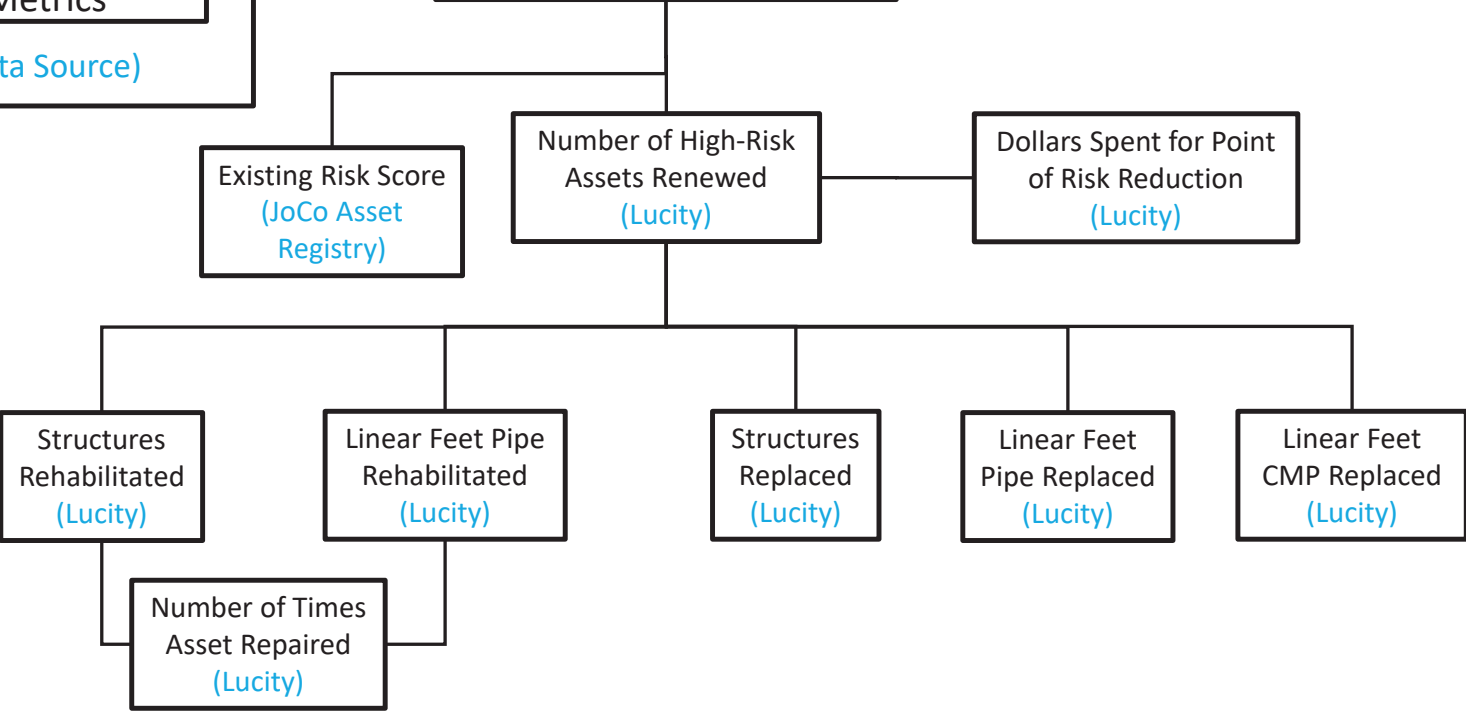 Metrics
ta Source)
Existing Risk Score
(JoCo Asset
Registry)
Number of High-Risk
Assets Renewed
(Lucity)
Dollars Spent for Point
of Risk Reduction
(Lucity)
Structures
Rehabilitated
(Lucity)
Linear Feet Pipe
Rehabilitated
(Lucity)
Structures
Replaced
(Lucity)
Linear Feet
Pipe Replaced
(Lucity)
Linear Feet
CMP Replaced
(Lucity)
Number of Times
Asset Repaired
(Lucity)